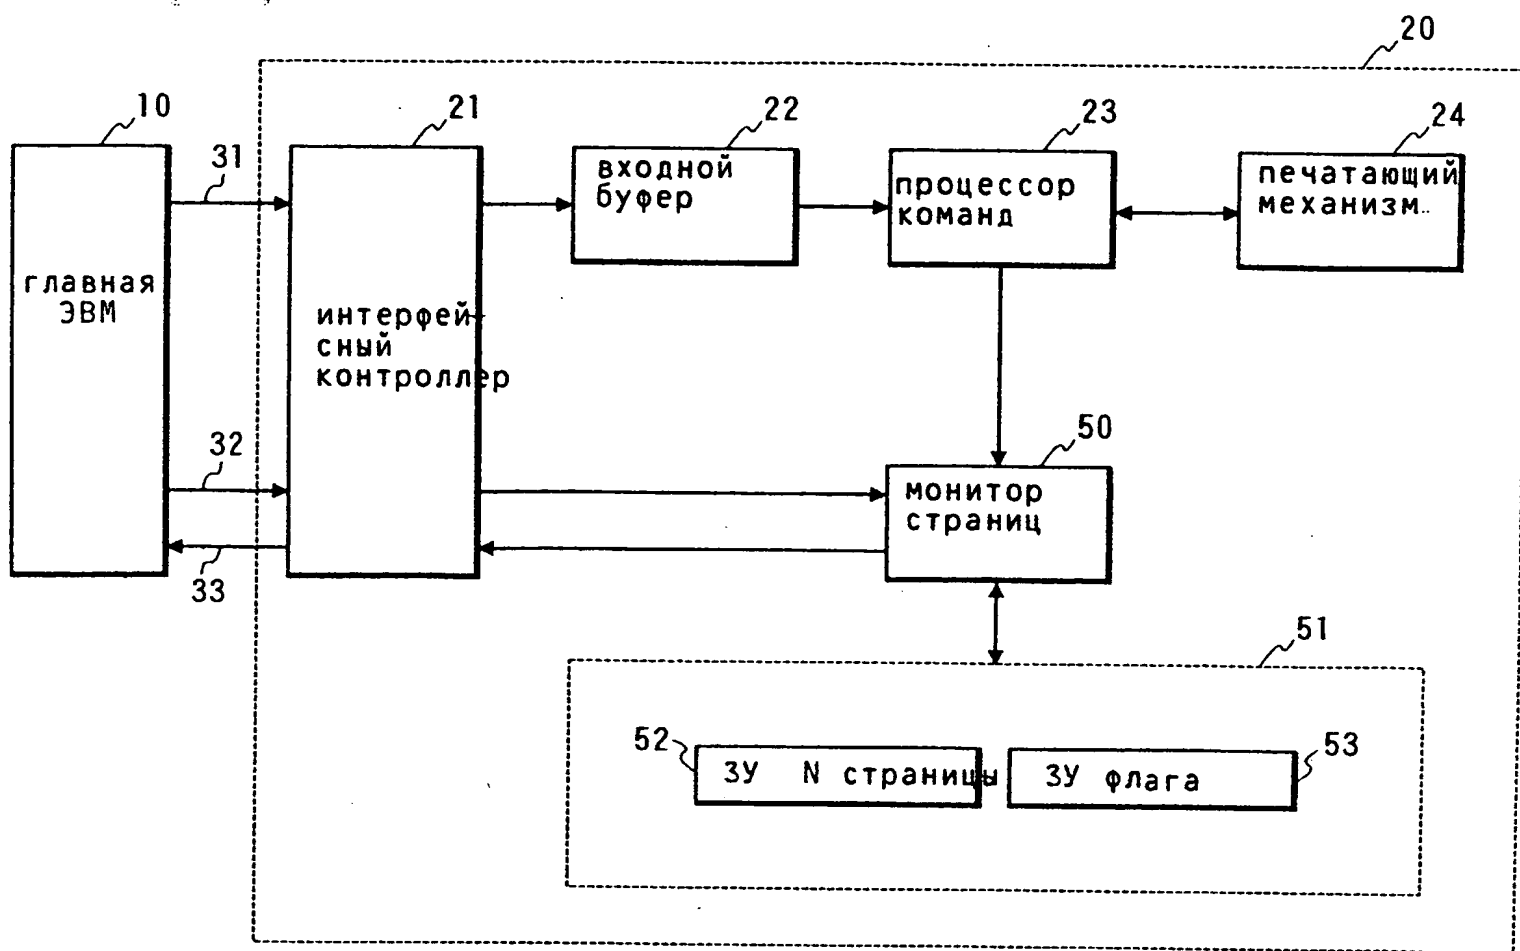 20
10
21
22
23
24
31
входной
буфер
процессор
команд
печатающий
механизм
главная
ЭВМ
интерфей-
сный
контроллер
32
50
монитор
страниц
33
51
52
ЗУ N страницы
ЗУ флага
53